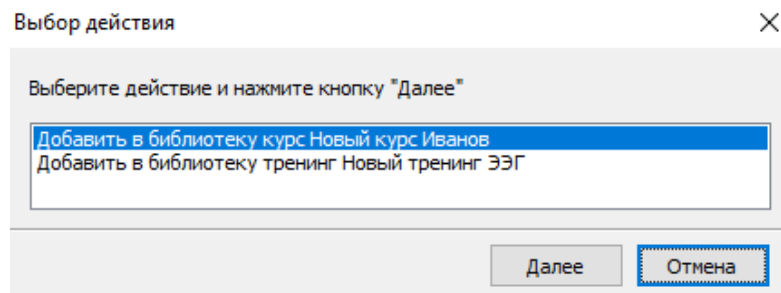 Выбор действия
Выберите действие и нажмите кнопку "Далее"
Добавить в библиотеку курс Новый курс Иванов
Добавить в библиотеку тренинг Новый тренинг ЭЭГ
Далее Отмена